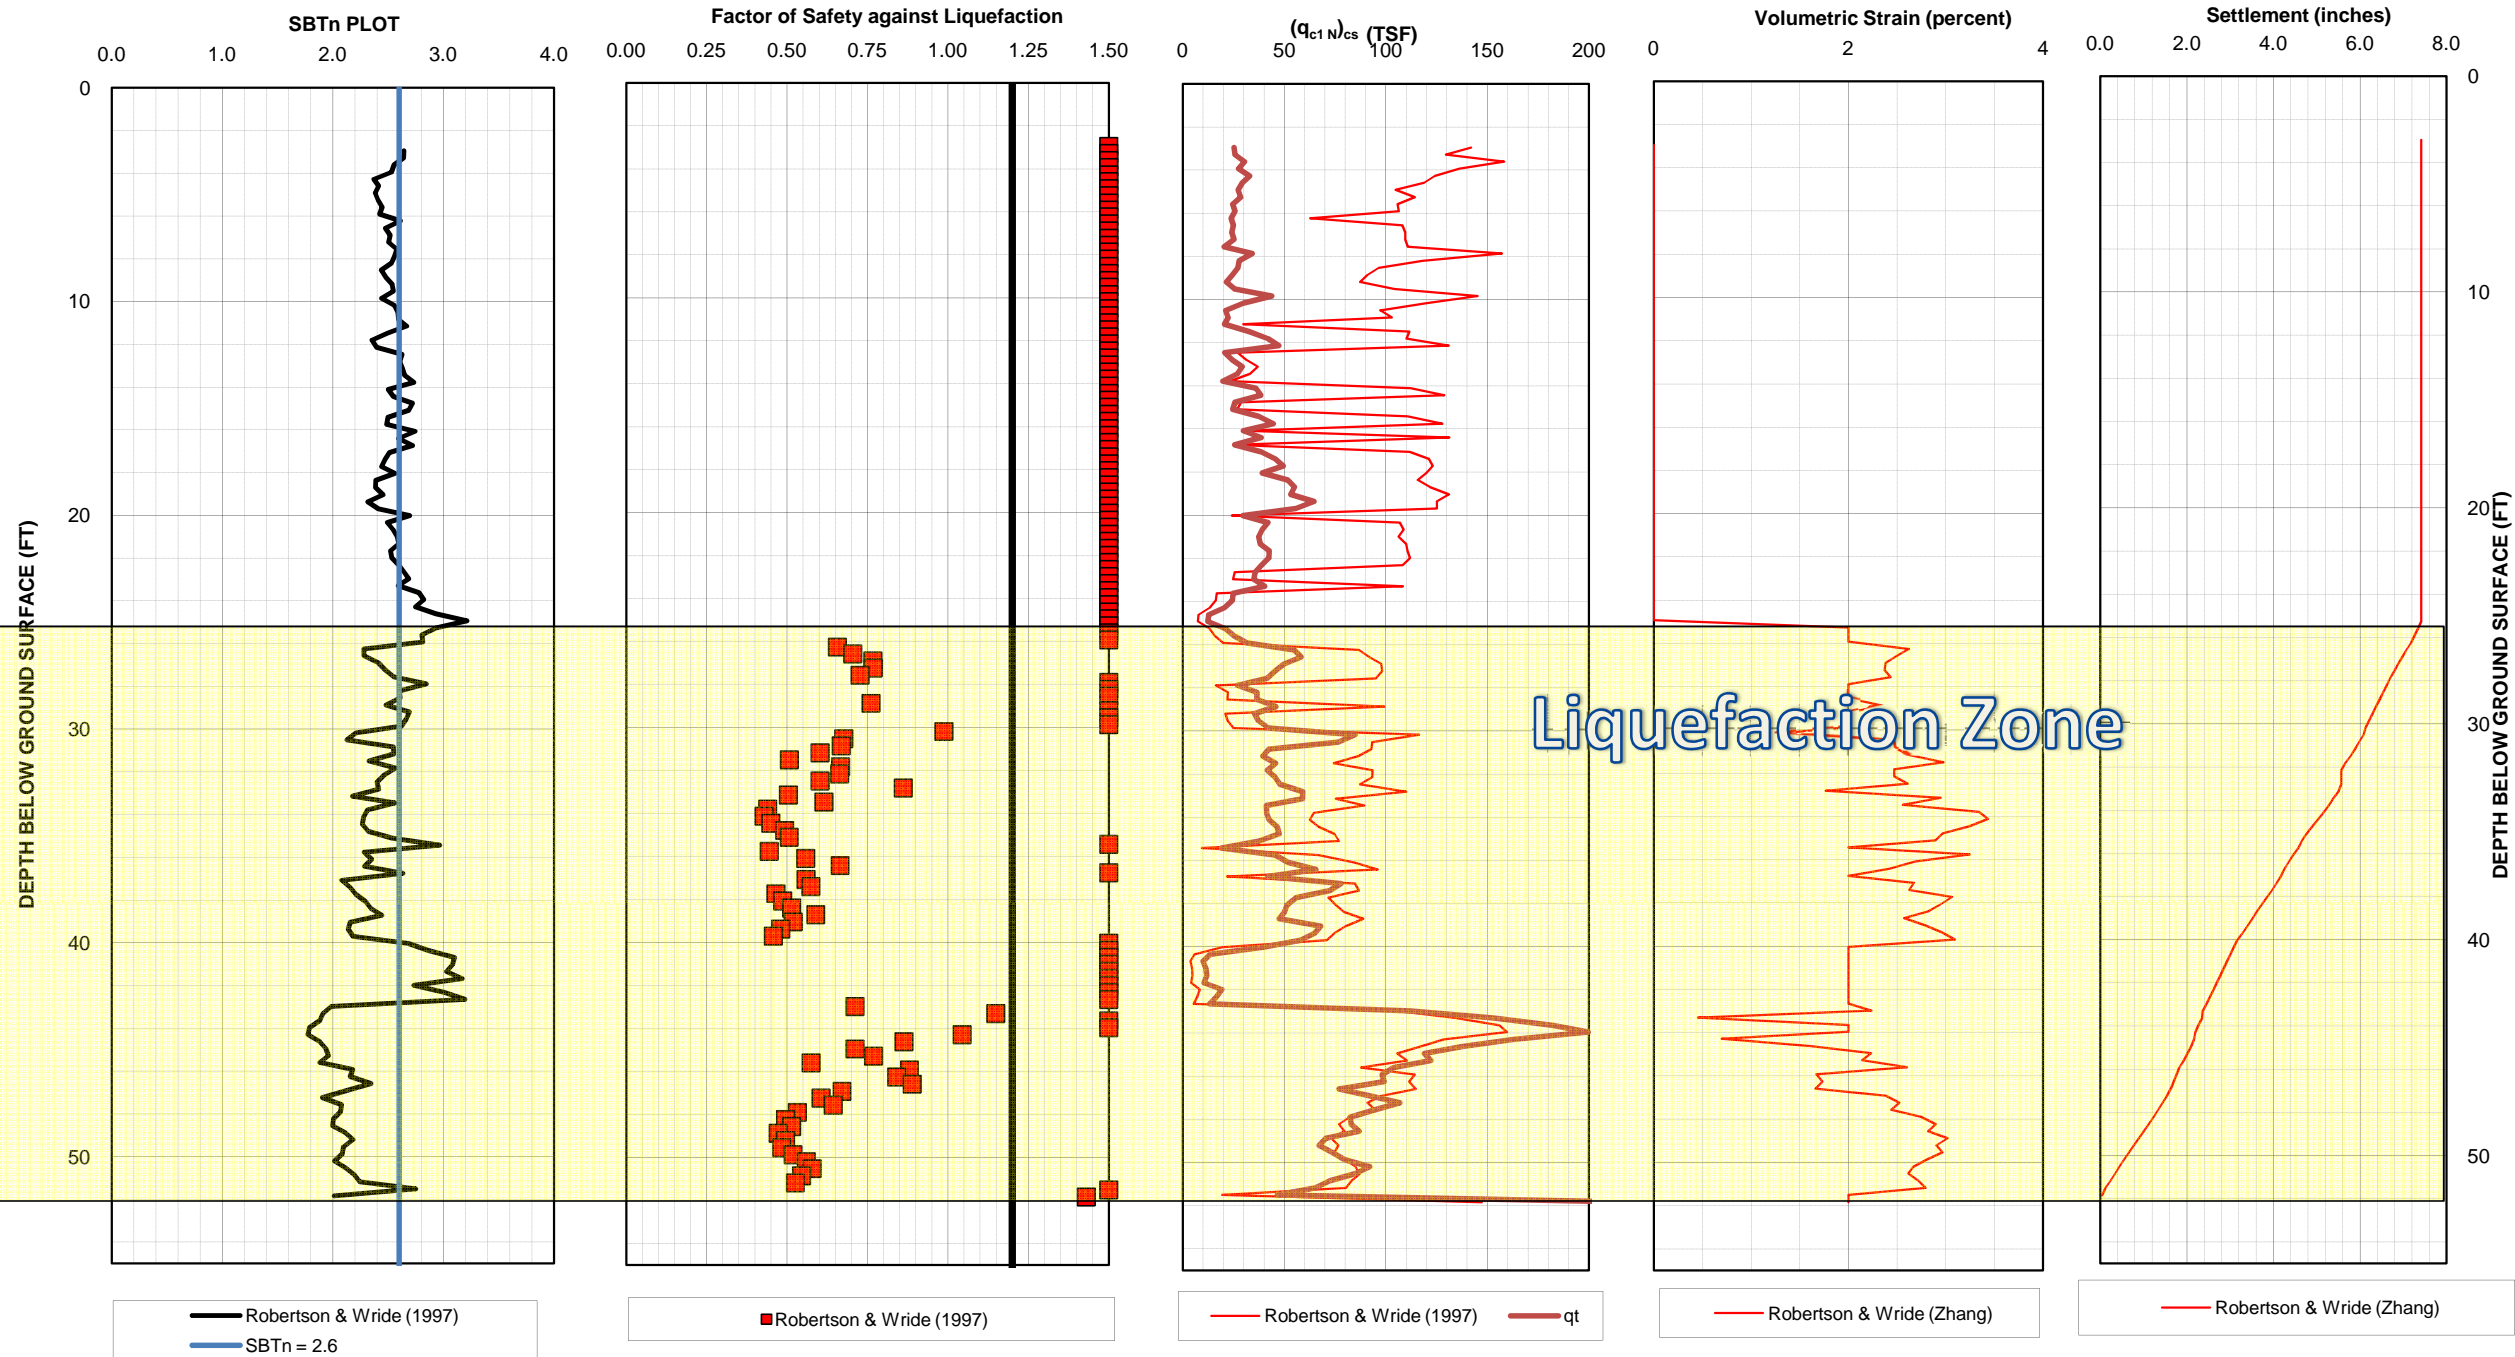 SBTn PLOT
0.0 1.0 2.0 3.0 4.0
Factor of Safety against Liquefaction
0.00 0.25 0.50 0.75 1.00 1.25 1.50
(qc1 N)cs (TSF)
0 50 100 150 200
Volumetric Strain (percent)
0 2 4
Settlement (inches)
0.0 2.0 4.0 6.0 8.0
DEPTH BELOW GROUND SURFACE (FT)
0
10
20
30
40
50
Liquefaction Zone
0
10
20
30
40
50
DEPTH BELOW GROUND SURFACE (FT)
Robertson & Wride (1997)
SBTn = 2.6
Robertson & Wride (1997)
Robertson & Wride (1997) qt
Robertson & Wride (Zhang)
Robertson & Wride (Zhang)